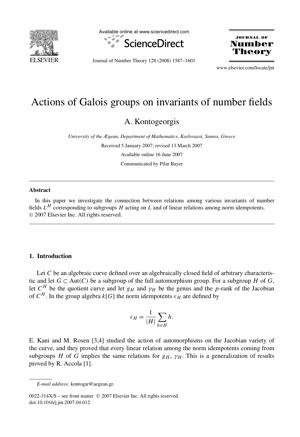 Available online at www.sciencedirect.com
ScienceDirect
JOURNAL OF
Number
Theory
ELSEVIER
Journal of Number Theory 128 (2008) 1587–1601
www.elsevier.com/locate/jnt
Actions of Galois groups on invariants of number fields
A. Kontogeorgis
University of the Ægean, Department of Mathematics, Karlovassi, Samos, Greece
Received 5 January 2007; revised 13 March 2007
Available online 16 June 2007
Communicated by Pilar Bayer
Abstract
In this paper we investigate the connection between relations among various invariants of number
fields L^H corresponding to subgroups H acting on L and of linear relations among norm idempotents.
© 2007 Elsevier Inc. All rights reserved.
1. Introduction
Let C be an algebraic curve defined over an algebraically closed field of arbitrary characteris-
tic and let G ⊂ Aut(C) be a subgroup of the full automorphism group. For a subgroup H of G,
let C^H be the quotient curve and let g_H and γ_H be the genus and the p-rank of the Jacobian
of C^H. In the group algebra k[G] the norm idempotents ε_H are defined by
ε_H = 1/|H| ∑_{h∈H} h.
E. Kani and M. Rosen [3,4] studied the action of automorphisms on the Jacobian variety of
the curve, and they proved that every linear relation among the norm idempotents coming from
subgroups H of G implies the same relations for g_H, γ_H. This is a generalization of results
proved by R. Accola [1].
E-mail address: kontogar@aegean.gr.
0022-314X/$ – see front matter © 2007 Elsevier Inc. All rights reserved.
doi:10.1016/j.jnt.2007.04.012